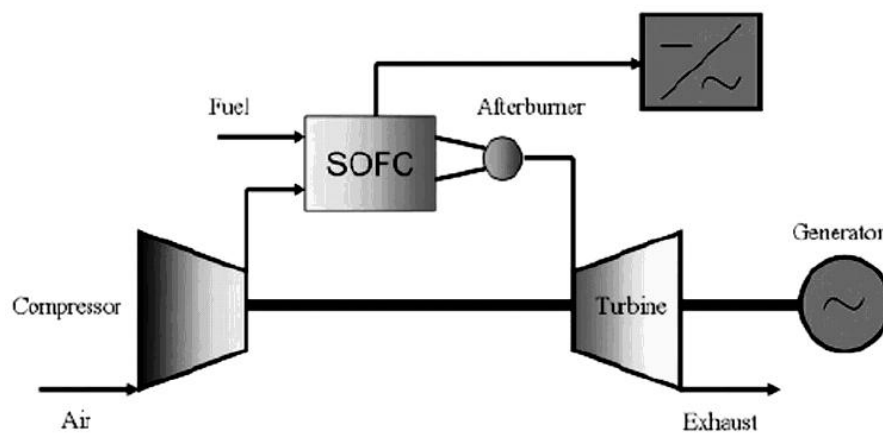 Fuel
Afterburner
SOFC
Generator
Compressor
Turbine
Air
Exhaust